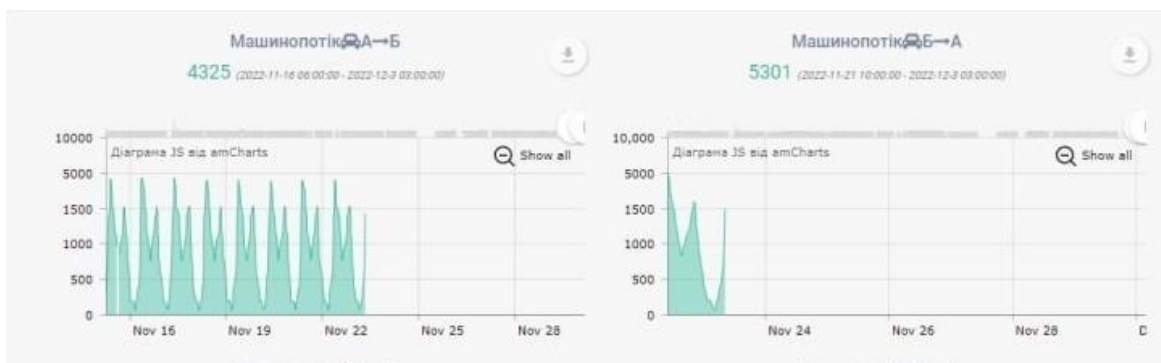 Машинопотік А→Б
4325 (2022-11-16 06:00:00 - 2022-12-3 03:00:00)
10000
Діаграма JS від amCharts
Show all
5000
1500
1000
500
0
Nov 16 Nov 19 Nov 22 Nov 25 Nov 28
Машинопотік Б→А
5301 (2022-11-21 10:00:00 - 2022-12-3 03:00:00)
10,000
Діаграма JS від amCharts
Show all
5000
1500
1000
500
0
Nov 24 Nov 26 Nov 28